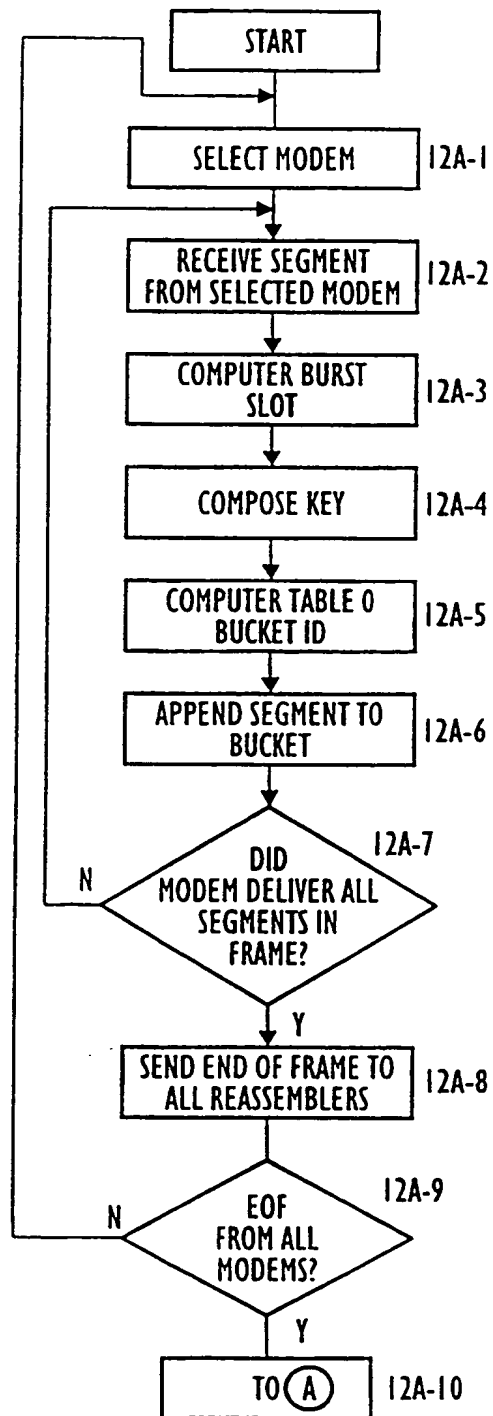 START
SELECT MODEM
12A-1
RECEIVE SEGMENT
FROM SELECTED MODEM
12A-2
COMPUTER BURST
SLOT
12A-3
COMPOSE KEY
12A-4
COMPUTER TABLE 0
BUCKET ID
12A-5
APPEND SEGMENT TO
BUCKET
12A-6
12A-7
DID
MODEM DELIVER ALL
SEGMENTS IN
FRAME?
N
Y
SEND END OF FRAME TO
ALL REASSEMBLERS
12A-8
12A-9
EOF
FROM ALL
MODEMS?
N
Y
TO A
12A-10